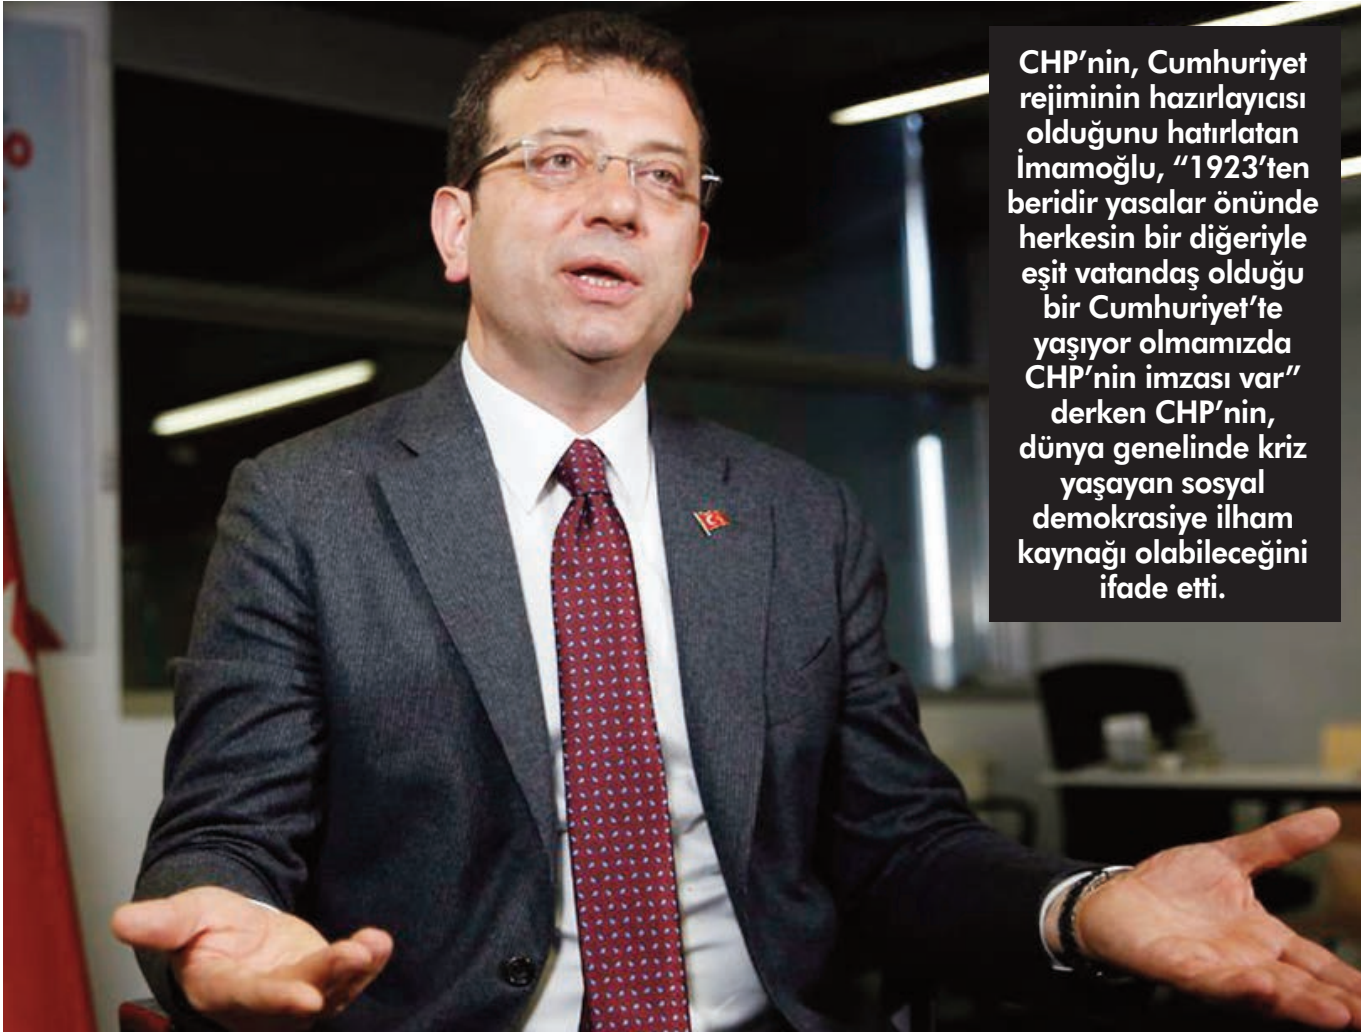 CHP’nin, Cumhuriyet
rejiminin hazırlayıcısı
olduğunu hatırlatan
İmamoğlu, “1923’ten
beridir yasalar önünde
herkesin bir diğeriyle
eşit vatandaş olduğu
bir Cumhuriyet’te
yaşıyor olmamızda
CHP’nin imzası var”
derken CHP’nin,
dünya genelinde kriz
yaşayan sosyal
demokrasiye ilham
kaynağı olabileceğini
ifade etti.